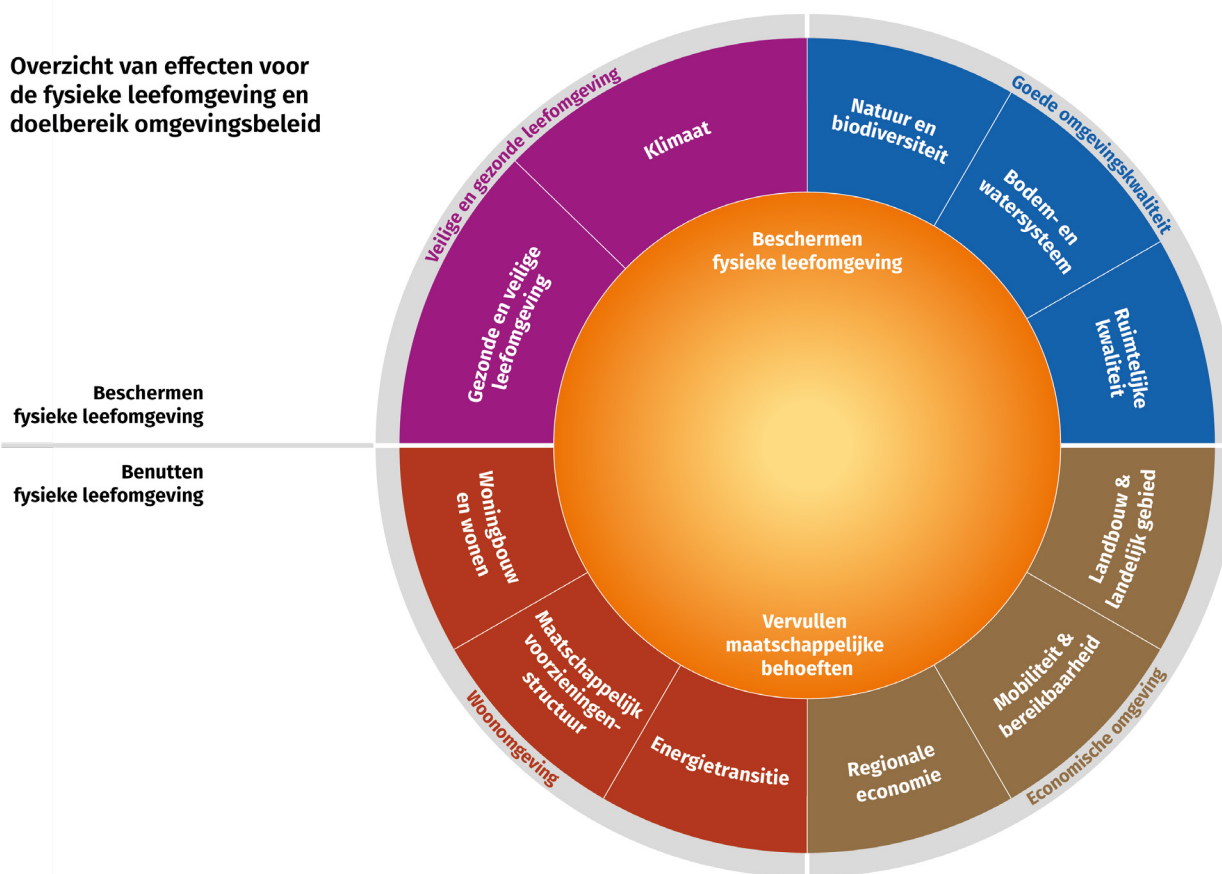 Overzicht van effecten voor
de fysieke leefomgeving en
doelbereik omgevingsbeleid
Veilige en gezonde leefomgeving
Goede omgevingskwaliteit
Klimaat
Natuur en
biodiversiteit
Bodem- en
watersysteem
Gezonde en veilige
leefomgeving
Ruimtelijke
kwaliteit
Beschermen
fysieke leefomgeving
Beschermen
fysieke leefomgeving
Benutten
fysieke leefomgeving
Woningbouw
en wonen
Landbouw &
landelijk gebied
Vervullen
maatschappelijke
behoeften
Maatschappelijk
voorzieningen-
structuur
Mobiliteit &
bereikbaarheid
Energietransitie
Regionale
economie
Woonomgeving
Economische omgeving